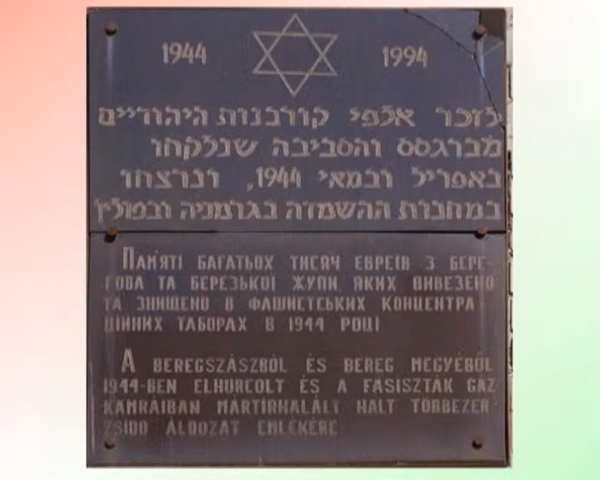 1944 1994
לזכר אלפי קורבנות היהודיים
מברגסס והסביבה שנלקחו
באפריל ובמאי 1944, ונרצחו
במחנות ההשמדה בגרמניה ובפולין
ПАМ'ЯТІ БАГАТЬОХ ТИСЯЧ ЄВРЕЇВ З БЕРЕ-
ГОВА ТА БЕРЕЗЬКОЇ ЖУПИ ЯКИХ ВИВЕЗЕНО
ТА ЗНИЩЕНО В ФАШИСТСЬКИХ КОНЦЕНТРА
ЦІЙНИХ ТАБОРАХ В 1944 РОЦІ
A BEREGSZÁSZBÓL ÉS BEREG MEGYÉBŐL
1944-BEN ELHURCOLT ÉS A FASISZTÁK GÁZ
KAMRÁIBAN MÁRTÍRHALÁLT HALT TÖBBEZER
ZSIDÓ ÁLDOZAT EMLÉKÉRE